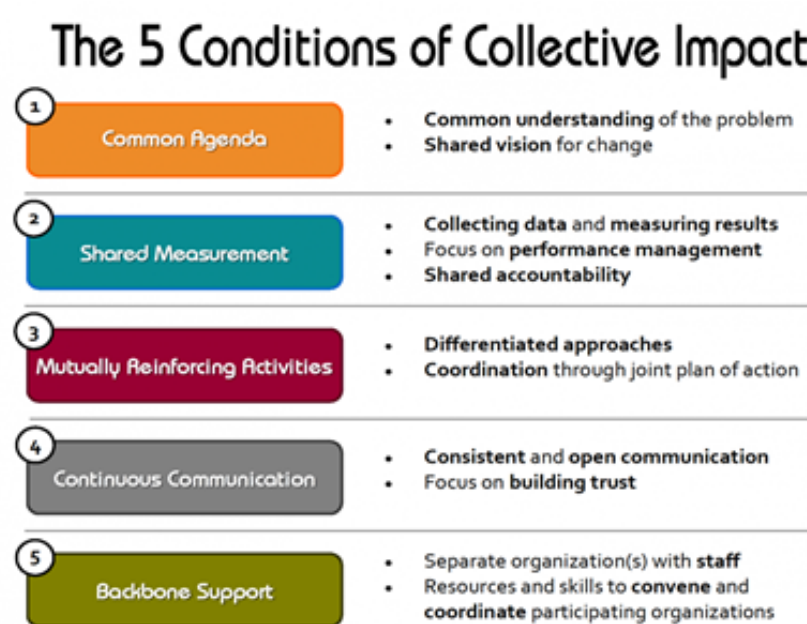 The 5 Conditions of Collective Impact
1
Common Agenda
• Common understanding of the problem
• Shared vision for change
2
Shared Measurement
• Collecting data and measuring results
• Focus on performance management
• Shared accountability
3
Mutually Reinforcing Activities
• Differentiated approaches
• Coordination through joint plan of action
4
Continuous Communication
• Consistent and open communication
• Focus on building trust
5
Backbone Support
• Separate organization(s) with staff
• Resources and skills to convene and
coordinate participating organizations